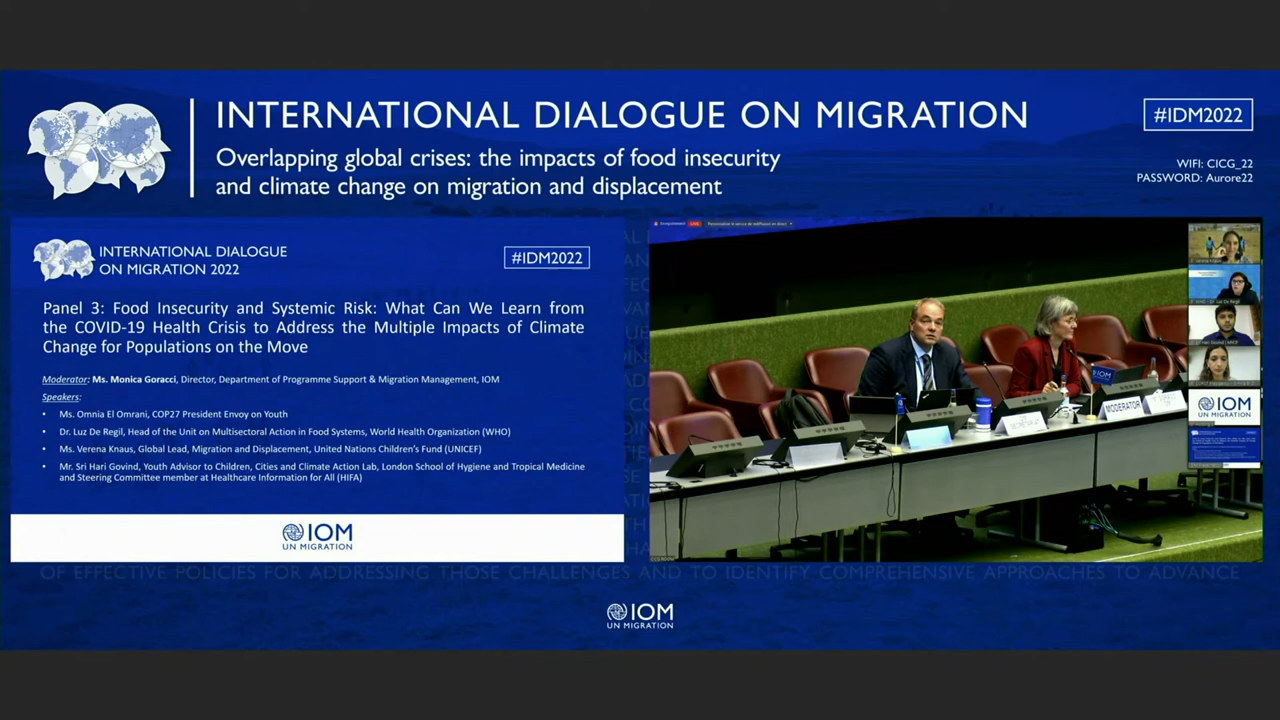 INTERNATIONAL DIALOGUE ON MIGRATION
Overlapping global crises: the impacts of food insecurity
and climate change on migration and displacement
#IDM2022
WIFI: CICG_22
PASSWORD: Aurore22
INTERNATIONAL DIALOGUE
ON MIGRATION 2022
#IDM2022
Panel 3: Food Insecurity and Systemic Risk: What Can We Learn from
the COVID-19 Health Crisis to Address the Multiple Impacts of Climate
Change for Populations on the Move
Moderator: Ms. Monica Goracci, Director, Department of Programme Support & Migration Management, IOM
Speakers:
• Ms. Omnia El Omrani, COP27 President Envoy on Youth
• Dr. Luz De Regil, Head of the Unit on Multisectoral Action in Food Systems, World Health Organization (WHO)
• Ms. Verena Knaus, Global Lead, Migration and Displacement, United Nations Children's Fund (UNICEF)
• Mr. Sri Hari Govind, Youth Advisor to Children, Cities and Climate Action Lab, London School of Hygiene and Tropical Medicine
and Steering Committee member at Healthcare Information for All (HIFA)
IOM
UN MIGRATION
LIVE
IOM
MODERATOR
IOM
UN MIGRATION
OF EFFECTIVE POLICIES FOR ADDRESSING THOSE CHALLENGES AND TO IDENTIFY COMPREHENSIVE APPROACHES TO ADVANCE
IOM
UN MIGRATION